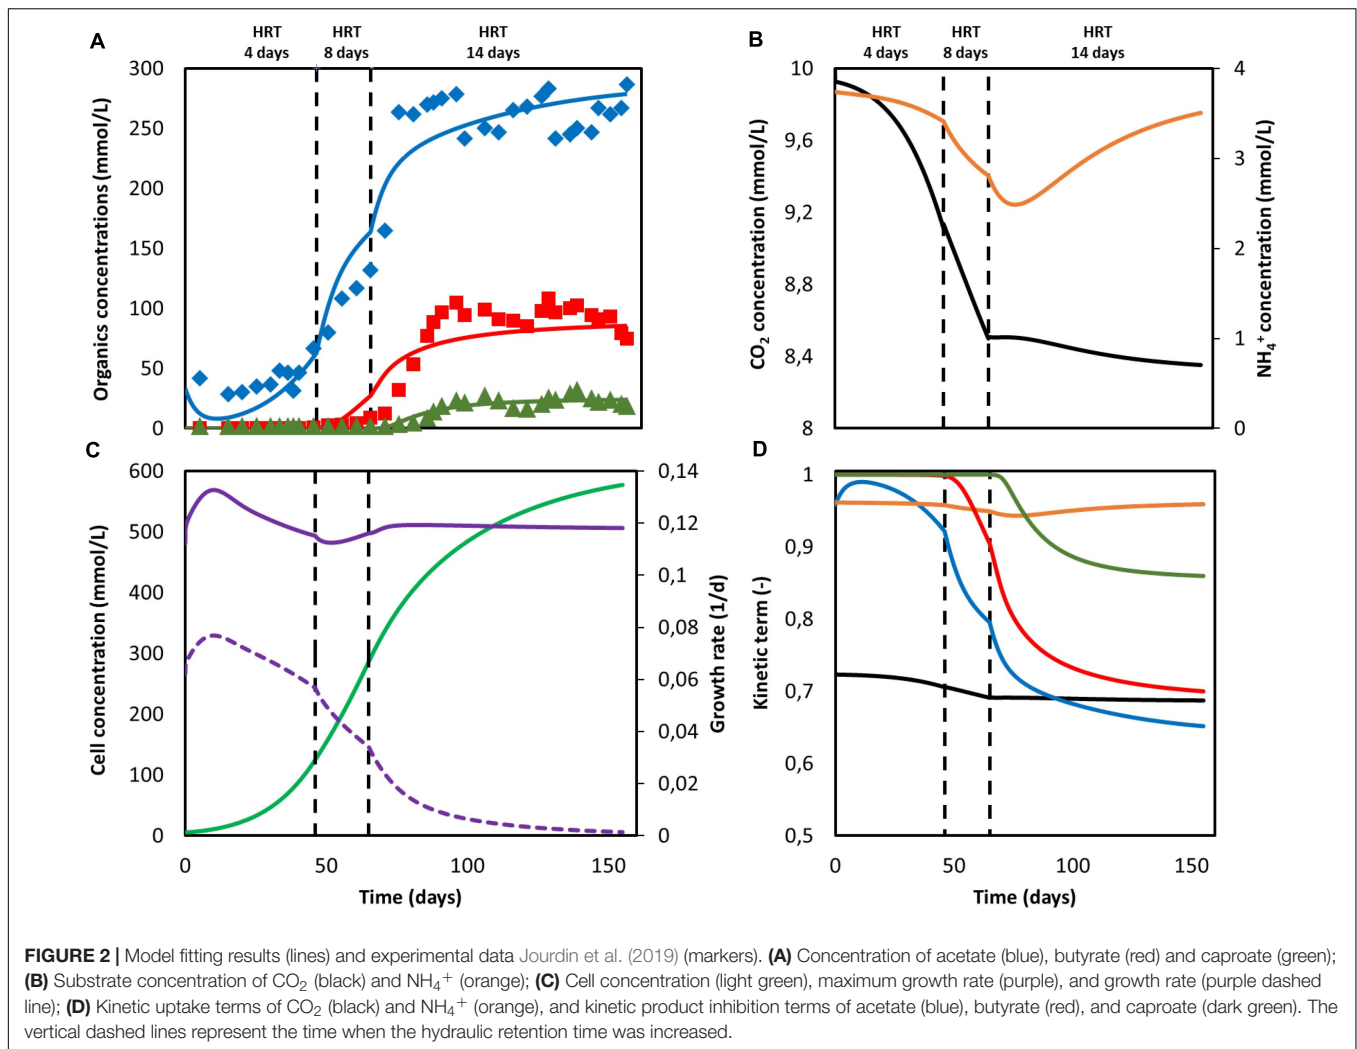 HRT HRT HRT
4 days 8 days 14 days
A
300
250
200
150
100
50
0
Organics concentrations (mmol/L)
HRT HRT HRT
4 days 8 days 14 days
B
10
9,6
9,2
8,8
8,4
8
CO₂ concentration (mmol/L)
4
3
2
1
0
NH₄⁺ concentration (mmol/L)
C
600
500
400
300
200
100
0
Cell concentration (mmol/L)
0,14
0,12
0,1
0,08
0,06
0,04
0,02
0
Growth rate (1/d)
0 50 100 150
Time (days)
D
1
0,9
0,8
0,7
0,6
0,5
Kinetic term (-)
0 50 100 150
Time (days)
FIGURE 2 | Model fitting results (lines) and experimental data Jourdin et al. (2019) (markers). (A) Concentration of acetate (blue), butyrate (red) and caproate (green);
(B) Substrate concentration of CO₂ (black) and NH₄⁺ (orange); (C) Cell concentration (light green), maximum growth rate (purple), and growth rate (purple dashed
line); (D) Kinetic uptake terms of CO₂ (black) and NH₄⁺ (orange), and kinetic product inhibition terms of acetate (blue), butyrate (red), and caproate (dark green). The
vertical dashed lines represent the time when the hydraulic retention time was increased.